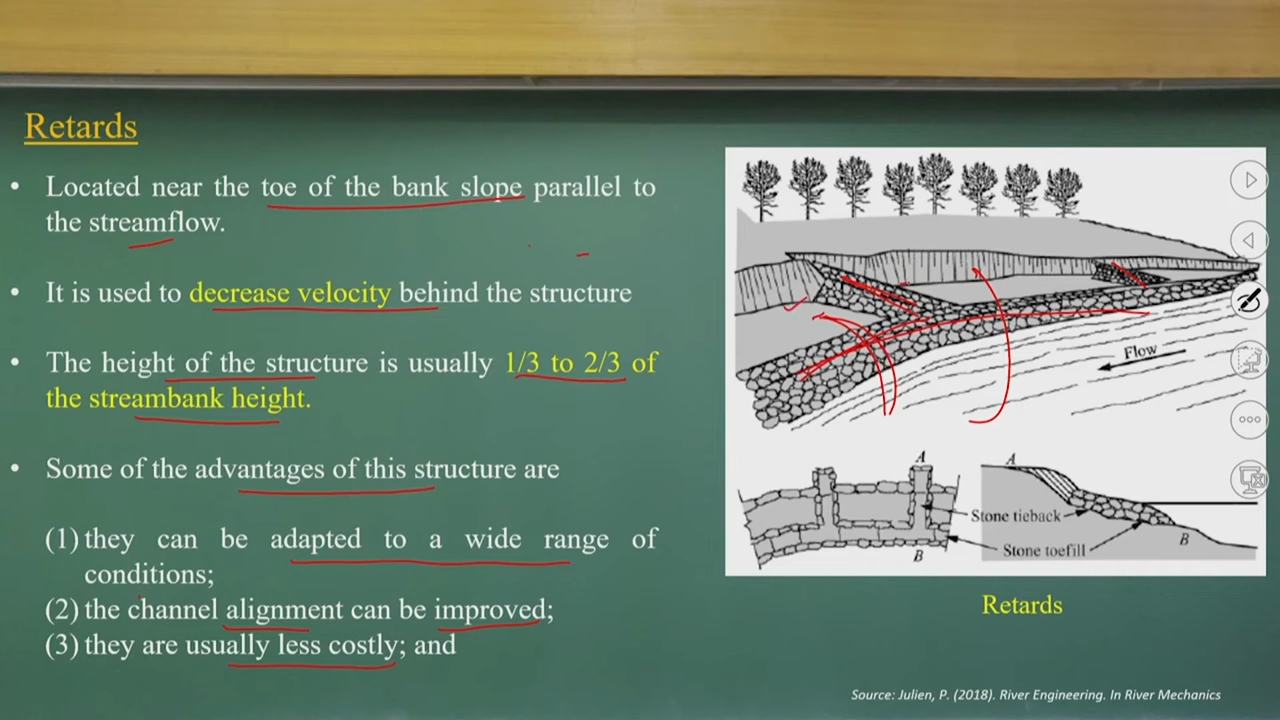 Retards
• Located near the toe of the bank slope parallel to
the streamflow.
• It is used to decrease velocity behind the structure
• The height of the structure is usually 1/3 to 2/3 of
the streambank height.
• Some of the advantages of this structure are
(1) they can be adapted to a wide range of
conditions;
(2) the channel alignment can be improved;
(3) they are usually less costly; and
Flow
A
A
Stone tieback
Stone toefill
B
B
Retards
Source: Julien, P. (2018). River Engineering. In River Mechanics